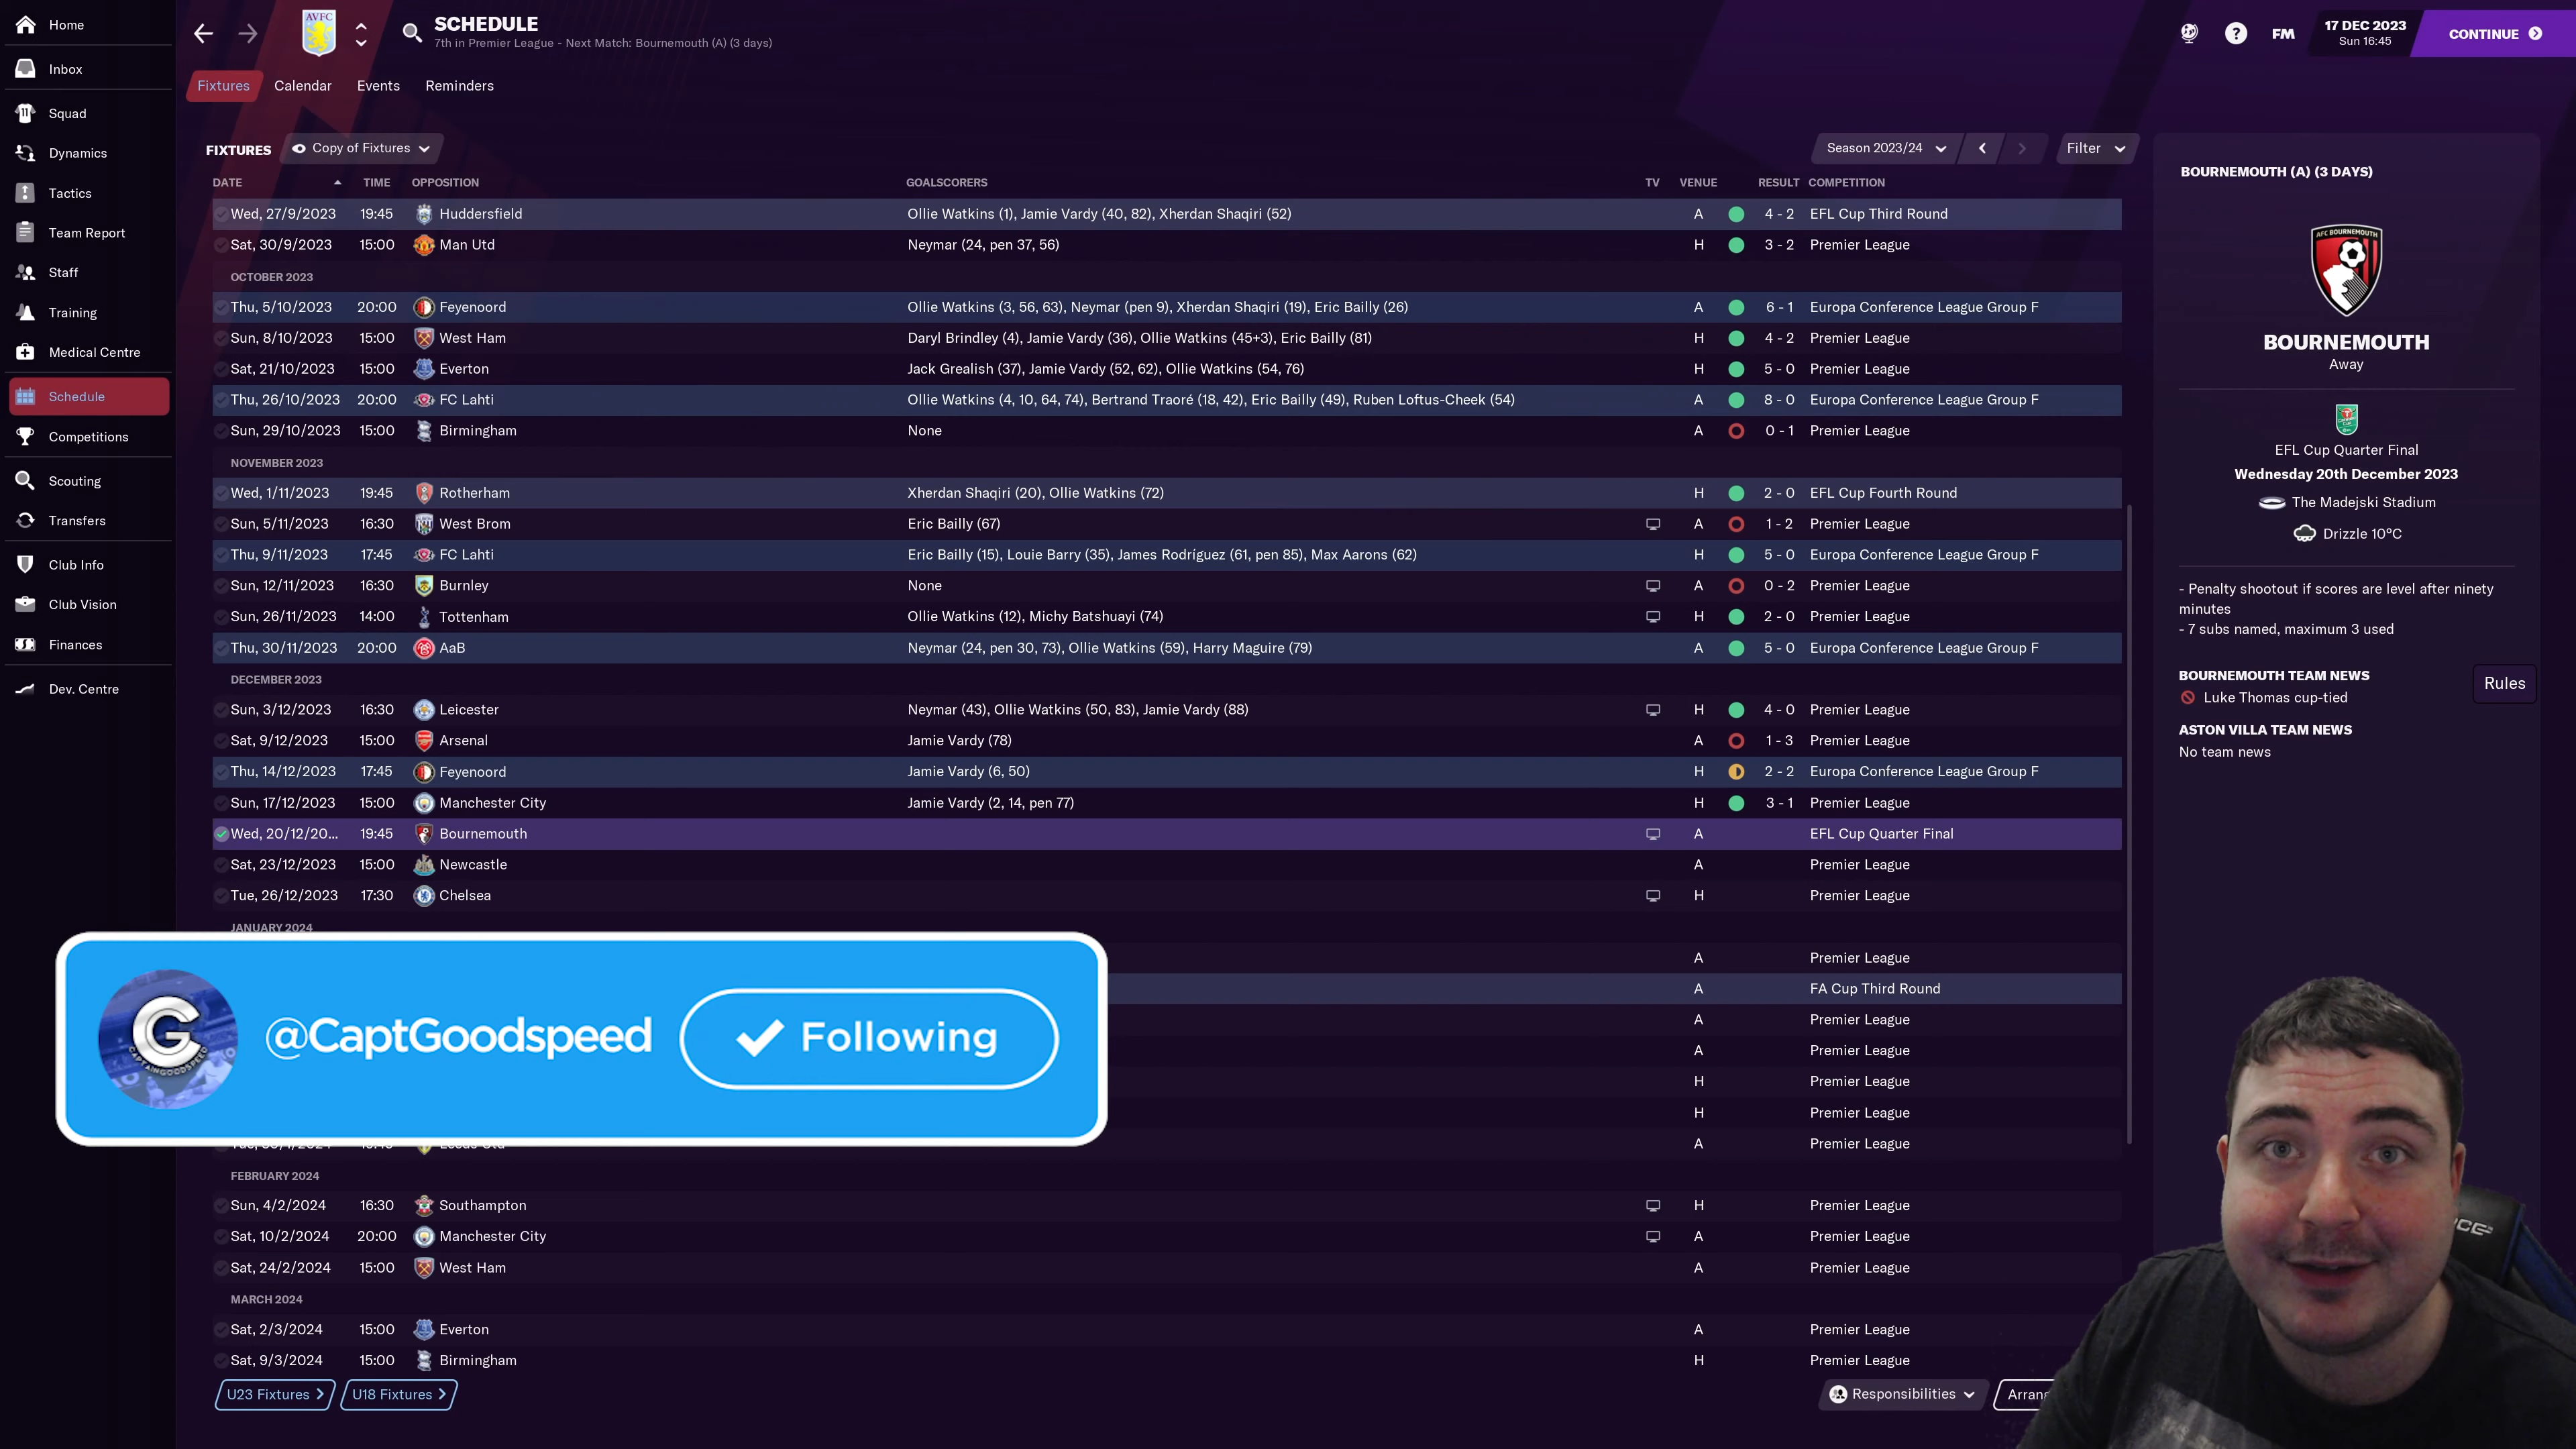 Home
Inbox
Squad
Dynamics
Tactics
Team Report
Staff
Training
Medical Centre
Schedule
Competitions
Scouting
Transfers
Club Info
Club Vision
Finances
Dev. Centre
AVFC
SCHEDULE
7th in Premier League - Next Match: Bournemouth (A) (3 days)
FM
17 DEC 2023
Sun 16:45
CONTINUE
Fixtures Calendar Events Reminders
FIXTURES Copy of Fixtures Season 2023/24 Filter
DATE TIME OPPOSITION GOALSCORERS TV VENUE RESULT COMPETITION
Wed, 27/9/2023 19:45 Huddersfield Ollie Watkins (1), Jamie Vardy (40, 82), Xherdan Shaqiri (52) A 4 - 2 EFL Cup Third Round
Sat, 30/9/2023 15:00 Man Utd Neymar (24, pen 37, 56) H 3 - 2 Premier League
OCTOBER 2023
Thu, 5/10/2023 20:00 Feyenoord Ollie Watkins (3, 56, 63), Neymar (pen 9), Xherdan Shaqiri (19), Eric Bailly (26) A 6 - 1 Europa Conference League Group F
Sun, 8/10/2023 15:00 West Ham Daryl Brindley (4), Jamie Vardy (36), Ollie Watkins (45+3), Eric Bailly (81) H 4 - 2 Premier League
Sat, 21/10/2023 15:00 Everton Jack Grealish (37), Jamie Vardy (52, 62), Ollie Watkins (54, 76) H 5 - 0 Premier League
Thu, 26/10/2023 20:00 FC Lahti Ollie Watkins (4, 10, 64, 74), Bertrand Traoré (18, 42), Eric Bailly (49), Ruben Loftus-Cheek (54) A 8 - 0 Europa Conference League Group F
Sun, 29/10/2023 15:00 Birmingham None A 0 - 1 Premier League
NOVEMBER 2023
Wed, 1/11/2023 19:45 Rotherham Xherdan Shaqiri (20), Ollie Watkins (72) H 2 - 0 EFL Cup Fourth Round
Sun, 5/11/2023 16:30 West Brom Eric Bailly (67) A 1 - 2 Premier League
Thu, 9/11/2023 17:45 FC Lahti Eric Bailly (15), Louie Barry (35), James Rodríguez (61, pen 85), Max Aarons (62) H 5 - 0 Europa Conference League Group F
Sun, 12/11/2023 16:30 Burnley None A 0 - 2 Premier League
Sun, 26/11/2023 14:00 Tottenham Ollie Watkins (12), Michy Batshuayi (74) H 2 - 0 Premier League
Thu, 30/11/2023 20:00 AaB Neymar (24, pen 30, 73), Ollie Watkins (59), Harry Maguire (79) A 5 - 0 Europa Conference League Group F
DECEMBER 2023
Sun, 3/12/2023 16:30 Leicester Neymar (43), Ollie Watkins (50, 83), Jamie Vardy (88) H 4 - 0 Premier League
Sat, 9/12/2023 15:00 Arsenal Jamie Vardy (78) A 1 - 3 Premier League
Thu, 14/12/2023 17:45 Feyenoord Jamie Vardy (6, 50) H 2 - 2 Europa Conference League Group F
Sun, 17/12/2023 15:00 Manchester City Jamie Vardy (2, 14, pen 77) H 3 - 1 Premier League
Wed, 20/12/20... 19:45 Bournemouth A EFL Cup Quarter Final
Sat, 23/12/2023 15:00 Newcastle A Premier League
Tue, 26/12/2023 17:30 Chelsea H Premier League
JANUARY 2024
A Premier League
A FA Cup Third Round
A Premier League
A Premier League
H Premier League
H Premier League
A Premier League
@CaptGoodspeed Following
G
CAPTAINGOODSPEED
FEBRUARY 2024
Sun, 4/2/2024 16:30 Southampton H Premier League
Sat, 10/2/2024 20:00 Manchester City A Premier League
Sat, 24/2/2024 15:00 West Ham A Premier League
MARCH 2024
Sat, 2/3/2024 15:00 Everton A Premier League
Sat, 9/3/2024 15:00 Birmingham H Premier League
U23 Fixtures U18 Fixtures Responsibilities Arran
BOURNEMOUTH (A) (3 DAYS)
AFC BOURNEMOUTH
BOURNEMOUTH
Away
EFL Cup Quarter Final
Wednesday 20th December 2023
The Madejski Stadium
Drizzle 10°C
- Penalty shootout if scores are level after ninety
minutes
- 7 subs named, maximum 3 used
BOURNEMOUTH TEAM NEWS
Rules
Luke Thomas cup-tied
ASTON VILLA TEAM NEWS
No team news